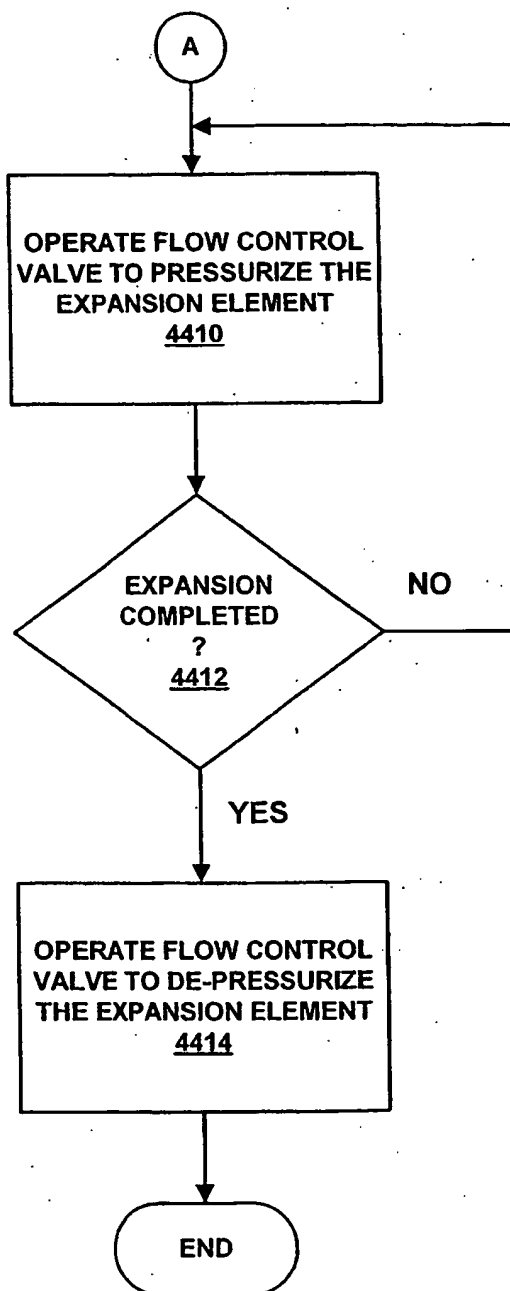 A
OPERATE FLOW CONTROL
VALVE TO PRESSURIZE THE
EXPANSION ELEMENT
4410
EXPANSION
COMPLETED
?
4412
NO
YES
OPERATE FLOW CONTROL
VALVE TO DE-PRESSURIZE
THE EXPANSION ELEMENT
4414
END